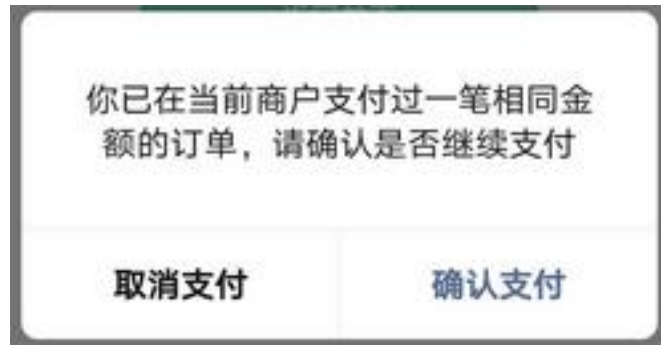 你已在当前商户支付过一笔相同金
额的订单，请确认是否继续支付
取消支付
确认支付